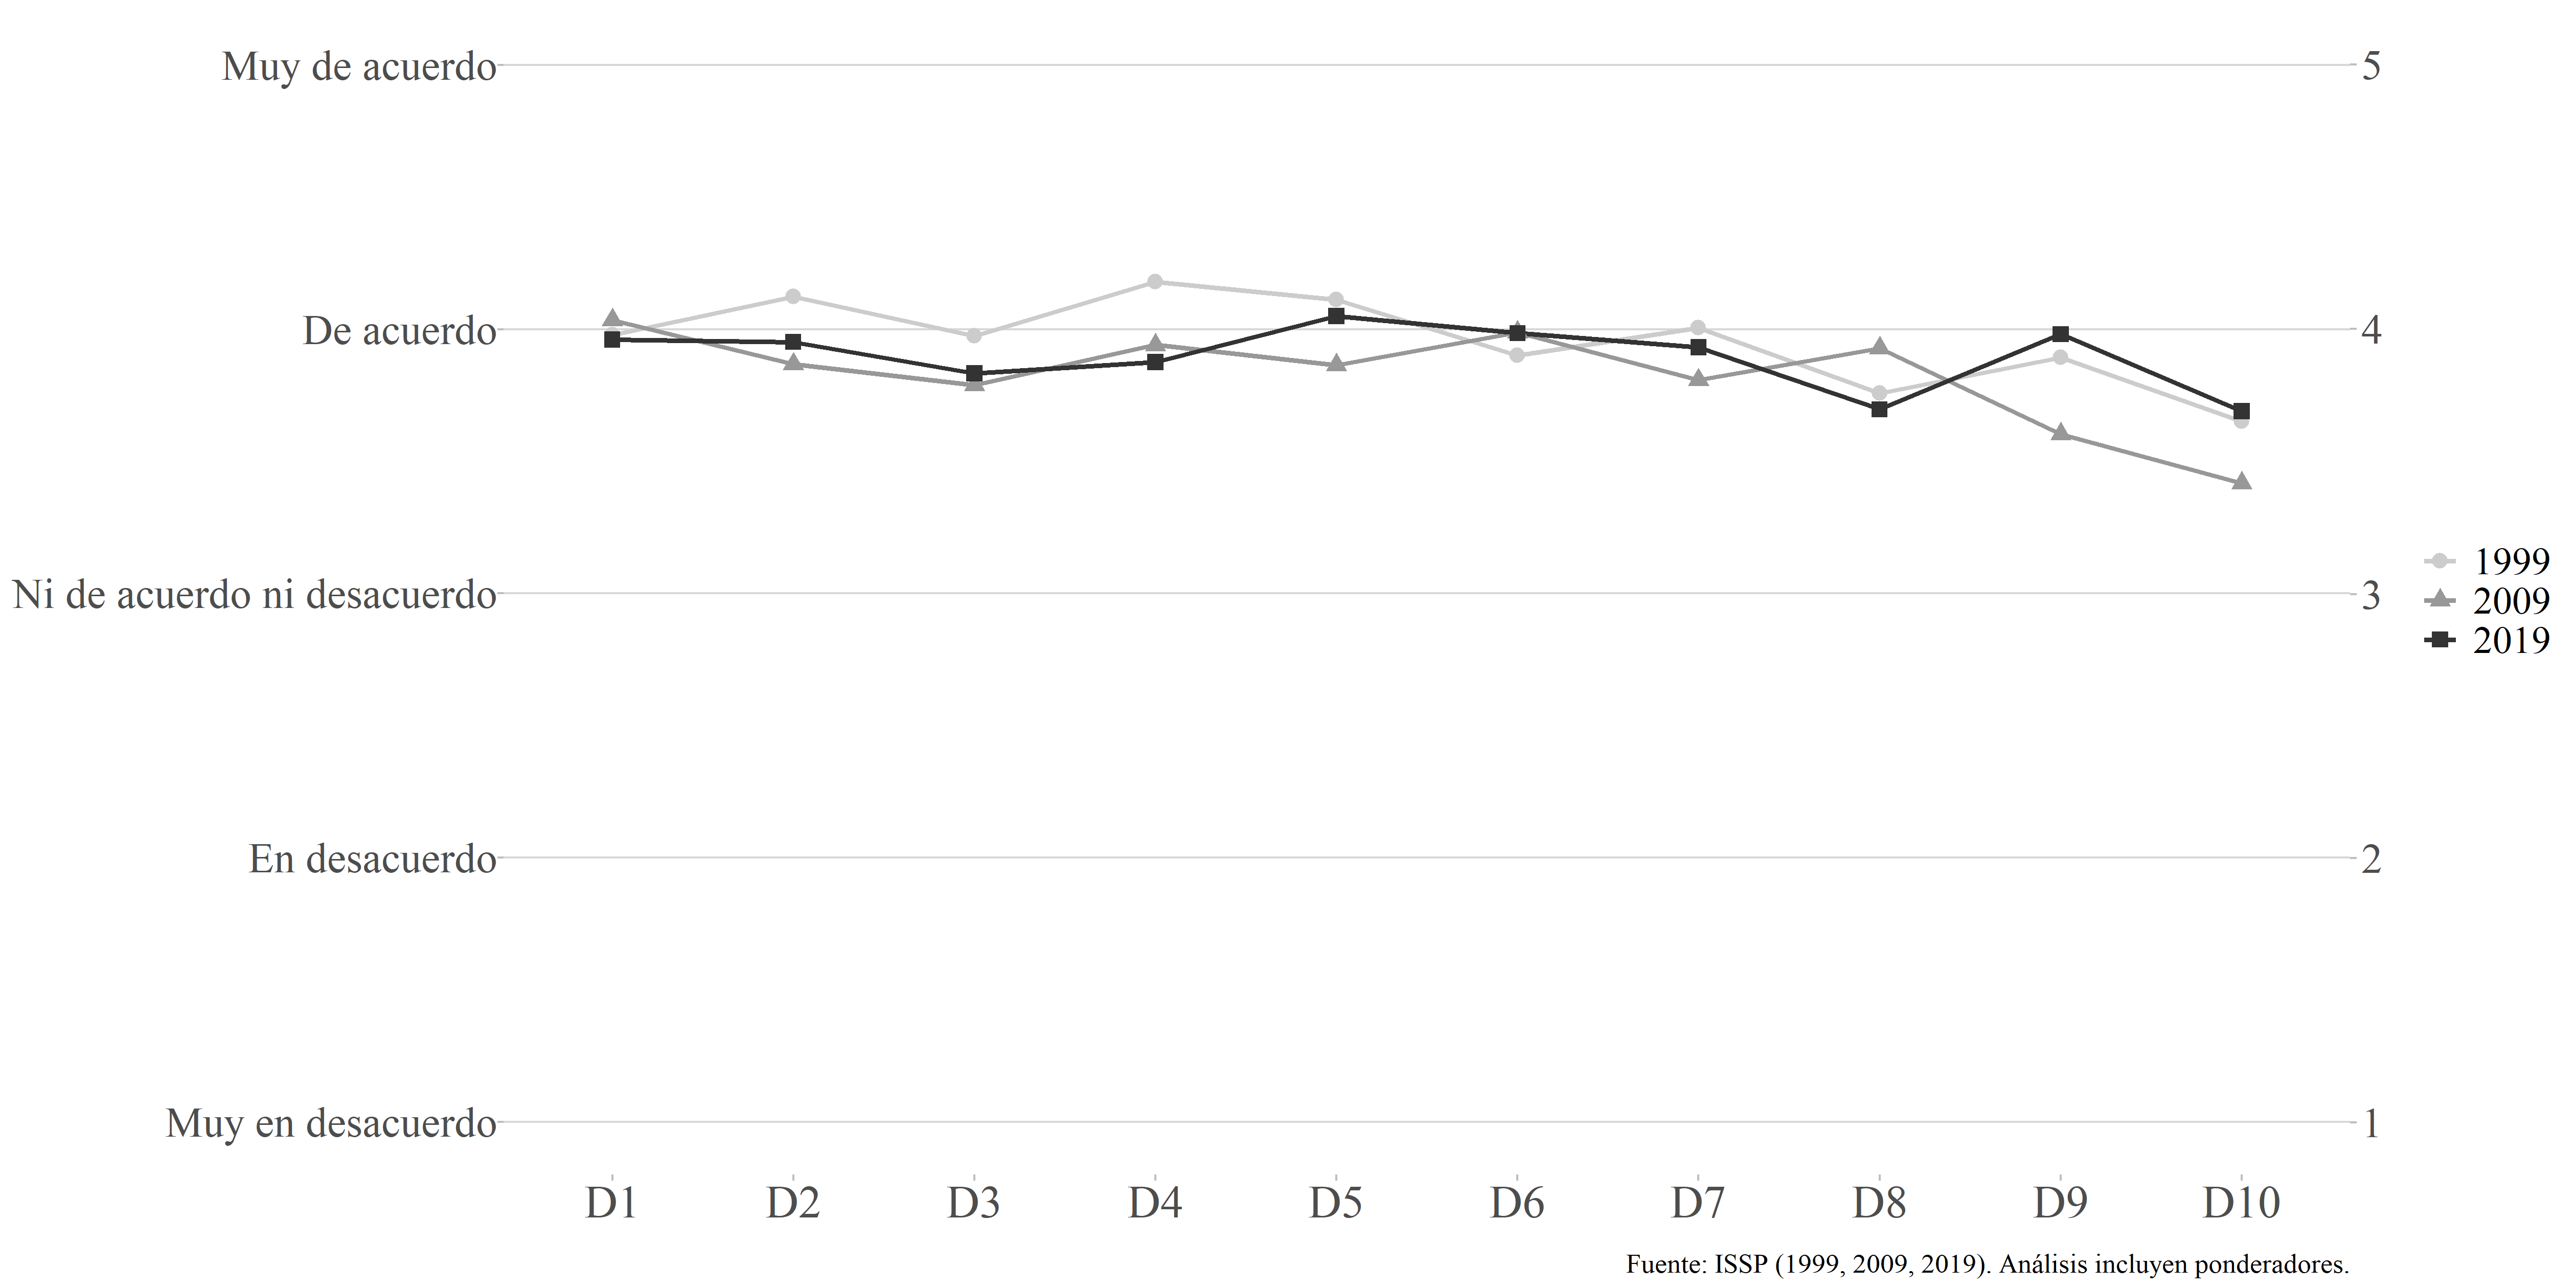 Muy de acuerdo
5
De acuerdo
4
Ni de acuerdo ni desacuerdo
3
En desacuerdo
2
Muy en desacuerdo
1
1999
2009
2019
D1 D2 D3 D4 D5 D6 D7 D8 D9 D10
Fuente: ISSP (1999, 2009, 2019). Análisis incluyen ponderadores.